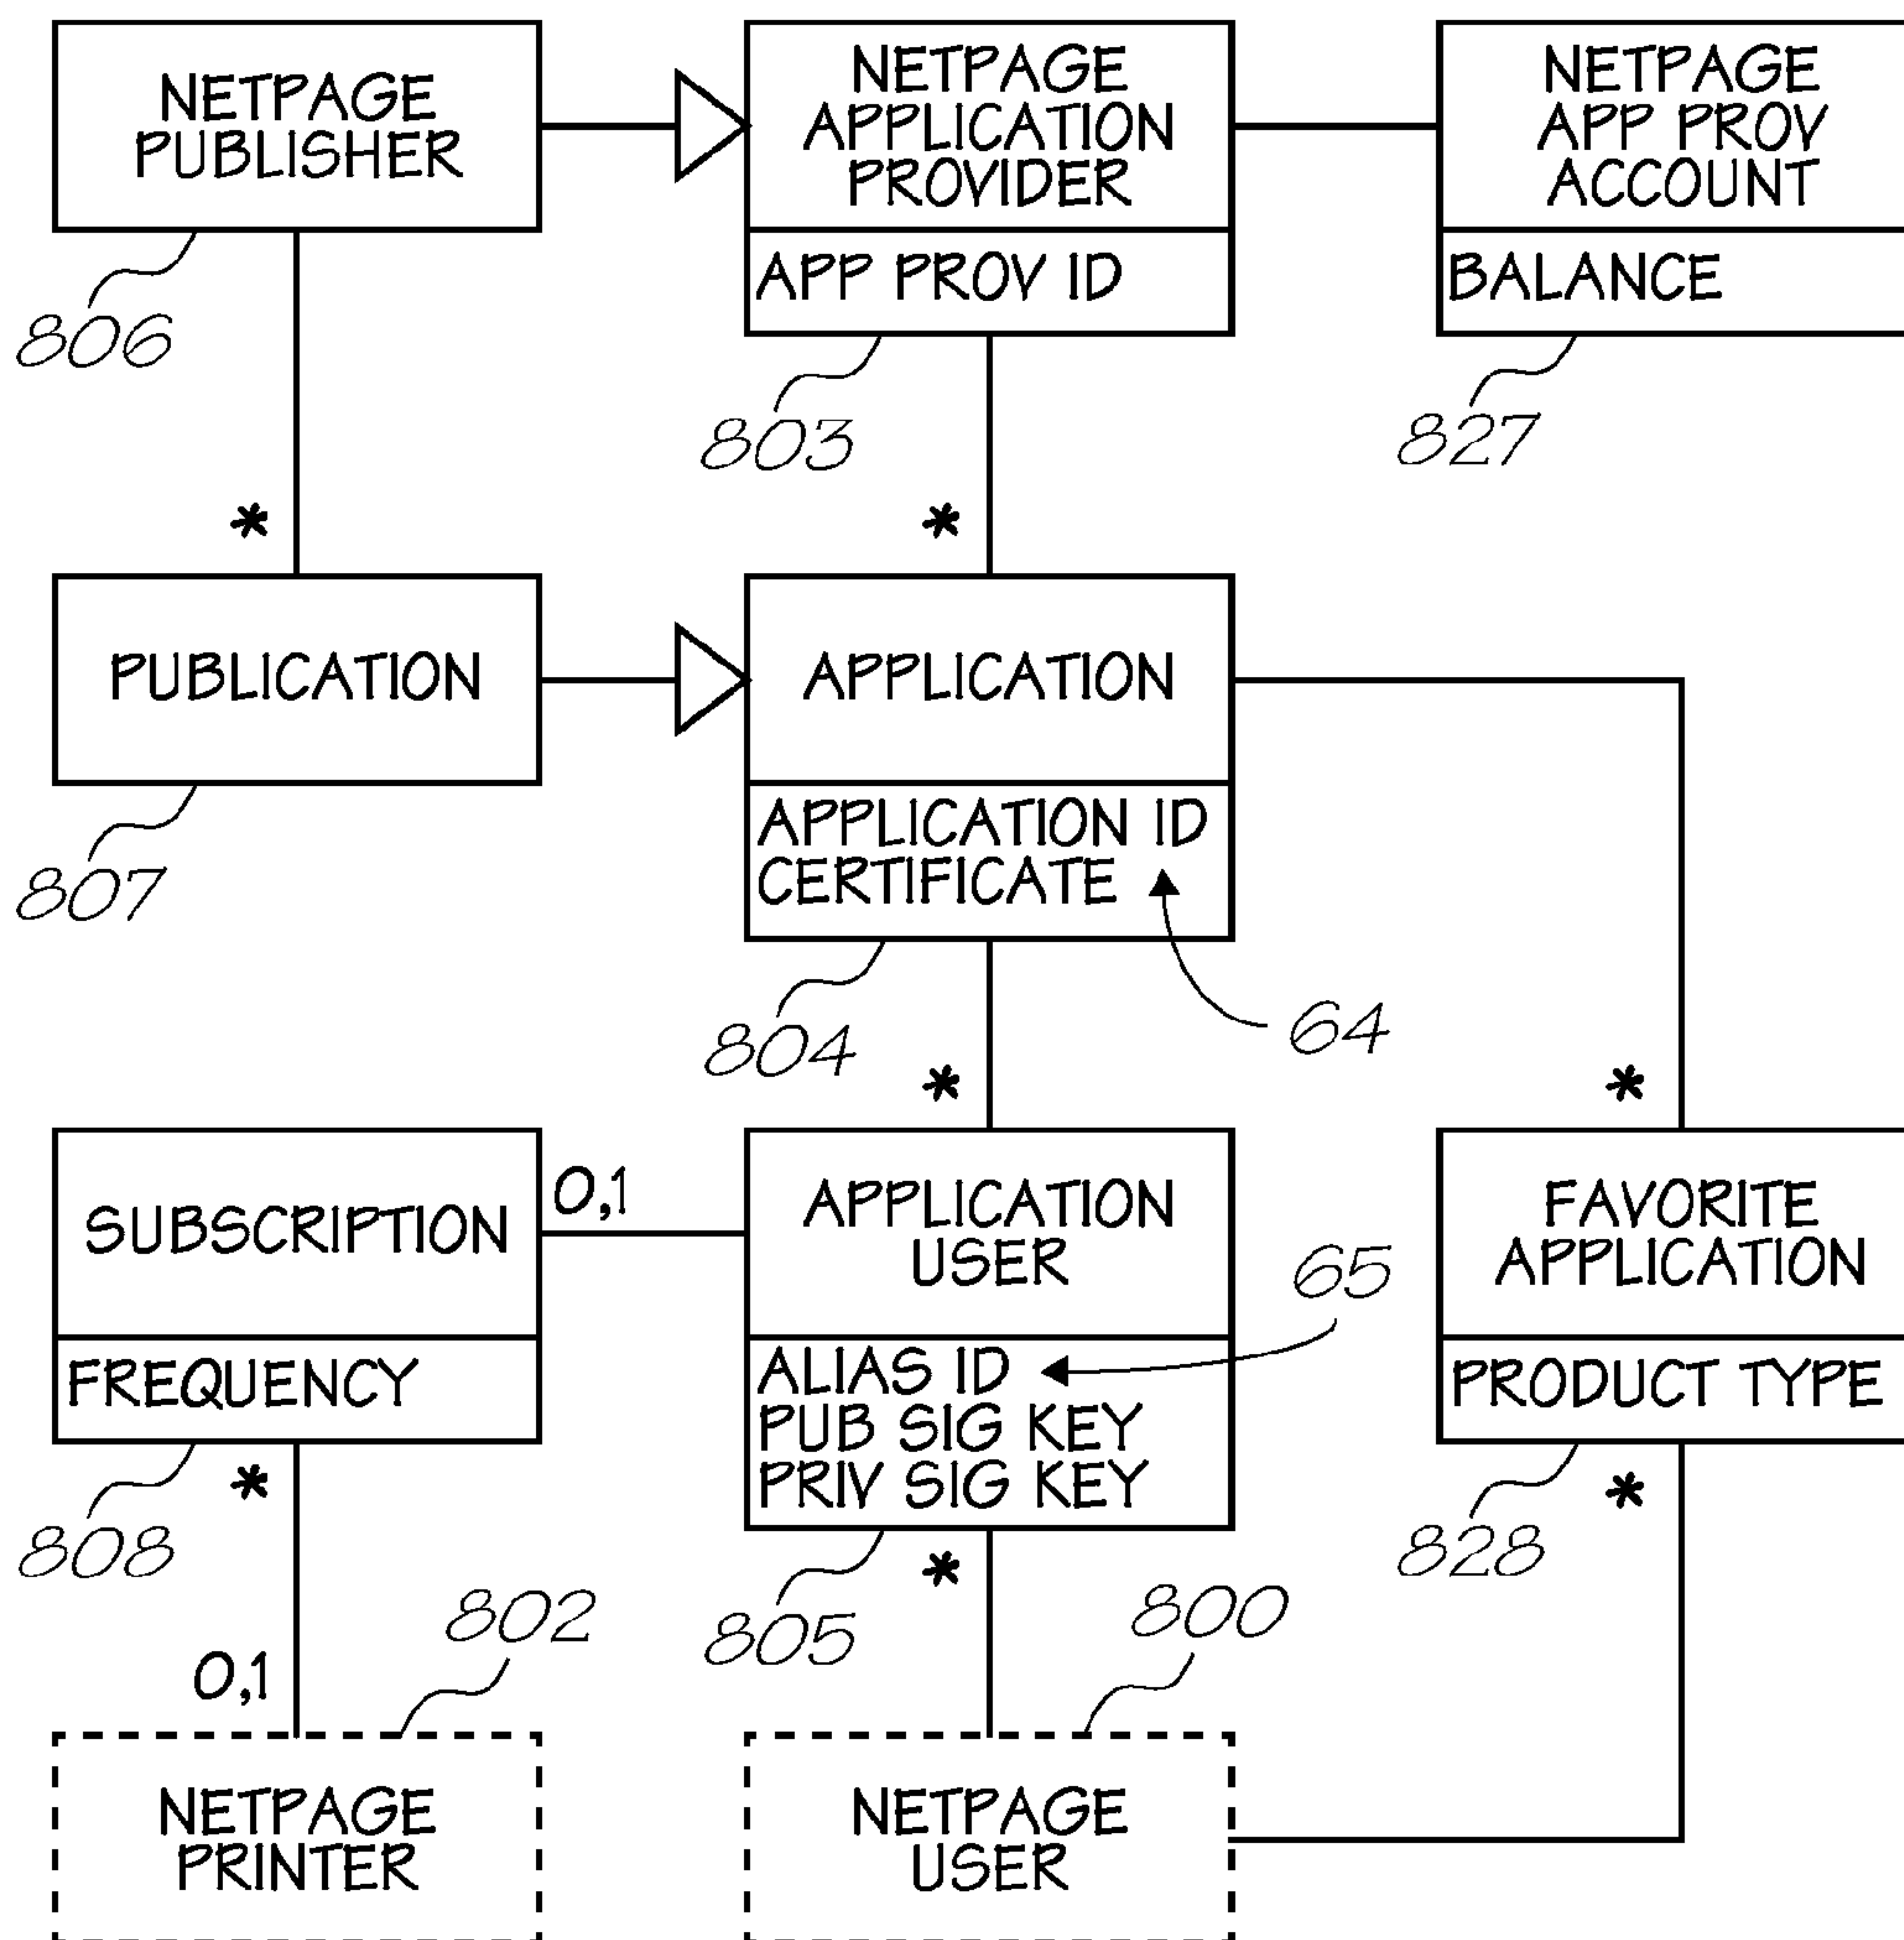 NETPAGE
PUBLISHER
806
NETPAGE
APPLICATION
PROVIDER
APP PROV ID
803
NETPAGE
APP PROV
ACCOUNT
BALANCE
827
*
*
PUBLICATION
807
APPLICATION
APPLICATION ID
CERTIFICATE
64
804
*
*
SUBSCRIPTION
FREQUENCY
808
0,1
APPLICATION
USER
65
ALIAS ID
PUB SIG KEY
PRIV SIG KEY
805
FAVORITE
APPLICATION
PRODUCT TYPE
828
*
*
*
0,1
802
800
NETPAGE
PRINTER
NETPAGE
USER